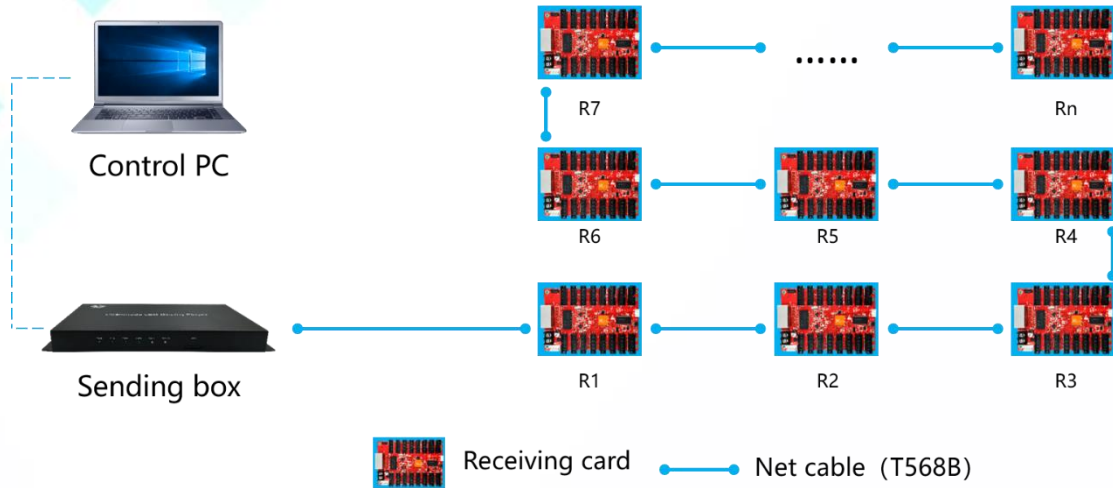 R7
......
Rn
Control PC
R6
R5
R4
Sending box
R1
R2
R3
Receiving card
Net cable（T568B）